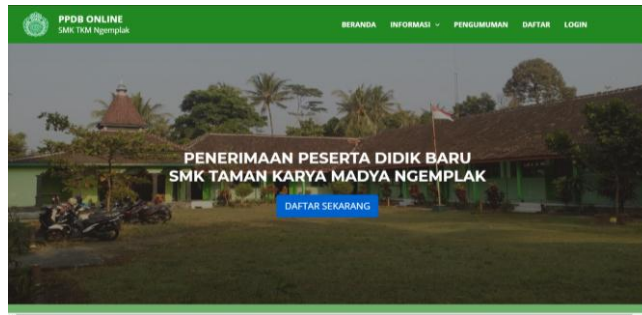 PPDB ONLINE
SMK TKM Ngemplak
BERANDA INFORMASI PENGUMUMAN DAFTAR LOGIN
PENERIMAAN PESERTA DIDIK BARU
SMK TAMAN KARYA MADYA NGEMPLAK
DAFTAR SEKARANG